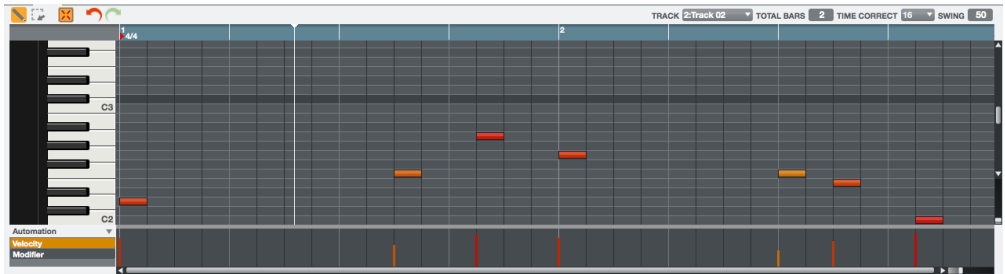 TRACK 2:Track 02 TOTAL BARS 2 TIME CORRECT 16 SWING 50
1 2
4/4
C3
C2
Automation
Velocity
Modifier